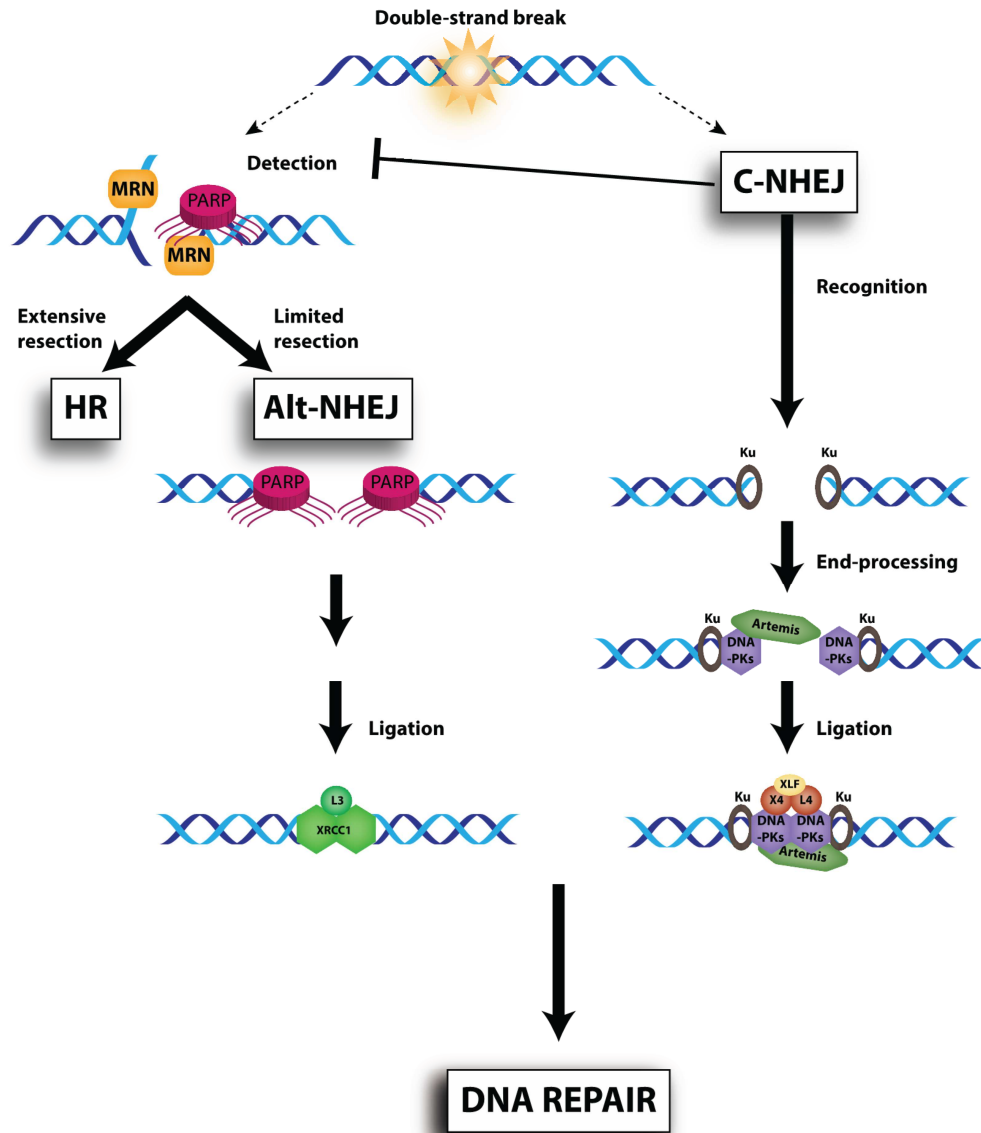 Double-strand break
Detection
C-NHEJ
MRN
PARP
MRN
Recognition
Extensive
resection
Limited
resection
HR
Alt-NHEJ
Ku
Ku
PARP
PARP
End-processing
Ku
Artemis
Ku
DNA
-PKs
DNA
-PKs
Ligation
Ligation
XLF
Ku
X4
L4
Ku
L3
XRCC1
DNA
-PKs
DNA
-PKs
Artemis
DNA REPAIR